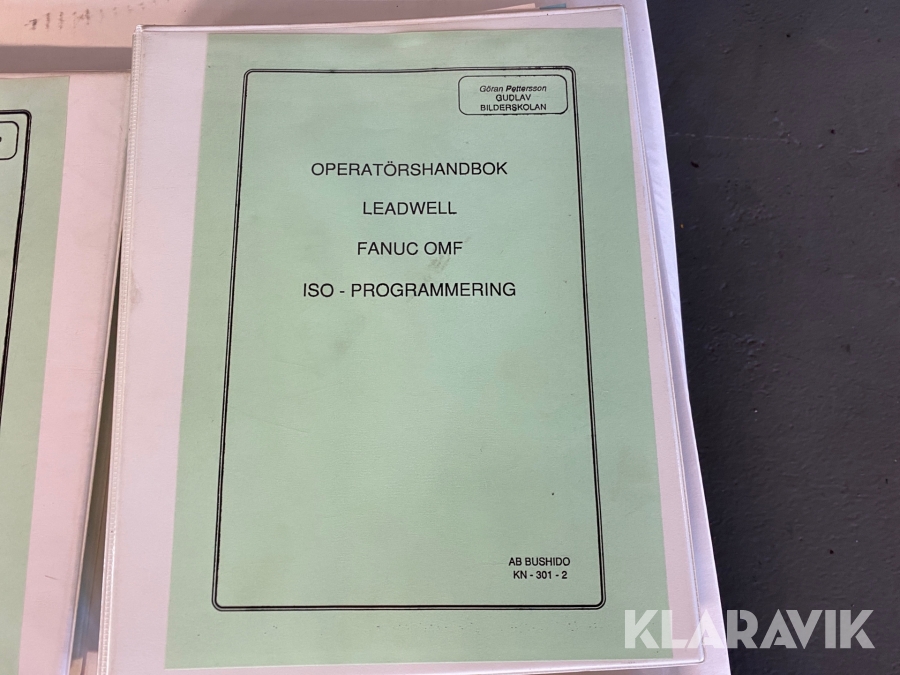 Göran Pettersson
GUDLAV
BILDERSKOLAN
OPERATÖRSHANDBOK
LEADWELL
FANUC OMF
ISO - PROGRAMMERING
AB BUSHIDO
KN - 301 - 2
KLARAVIK